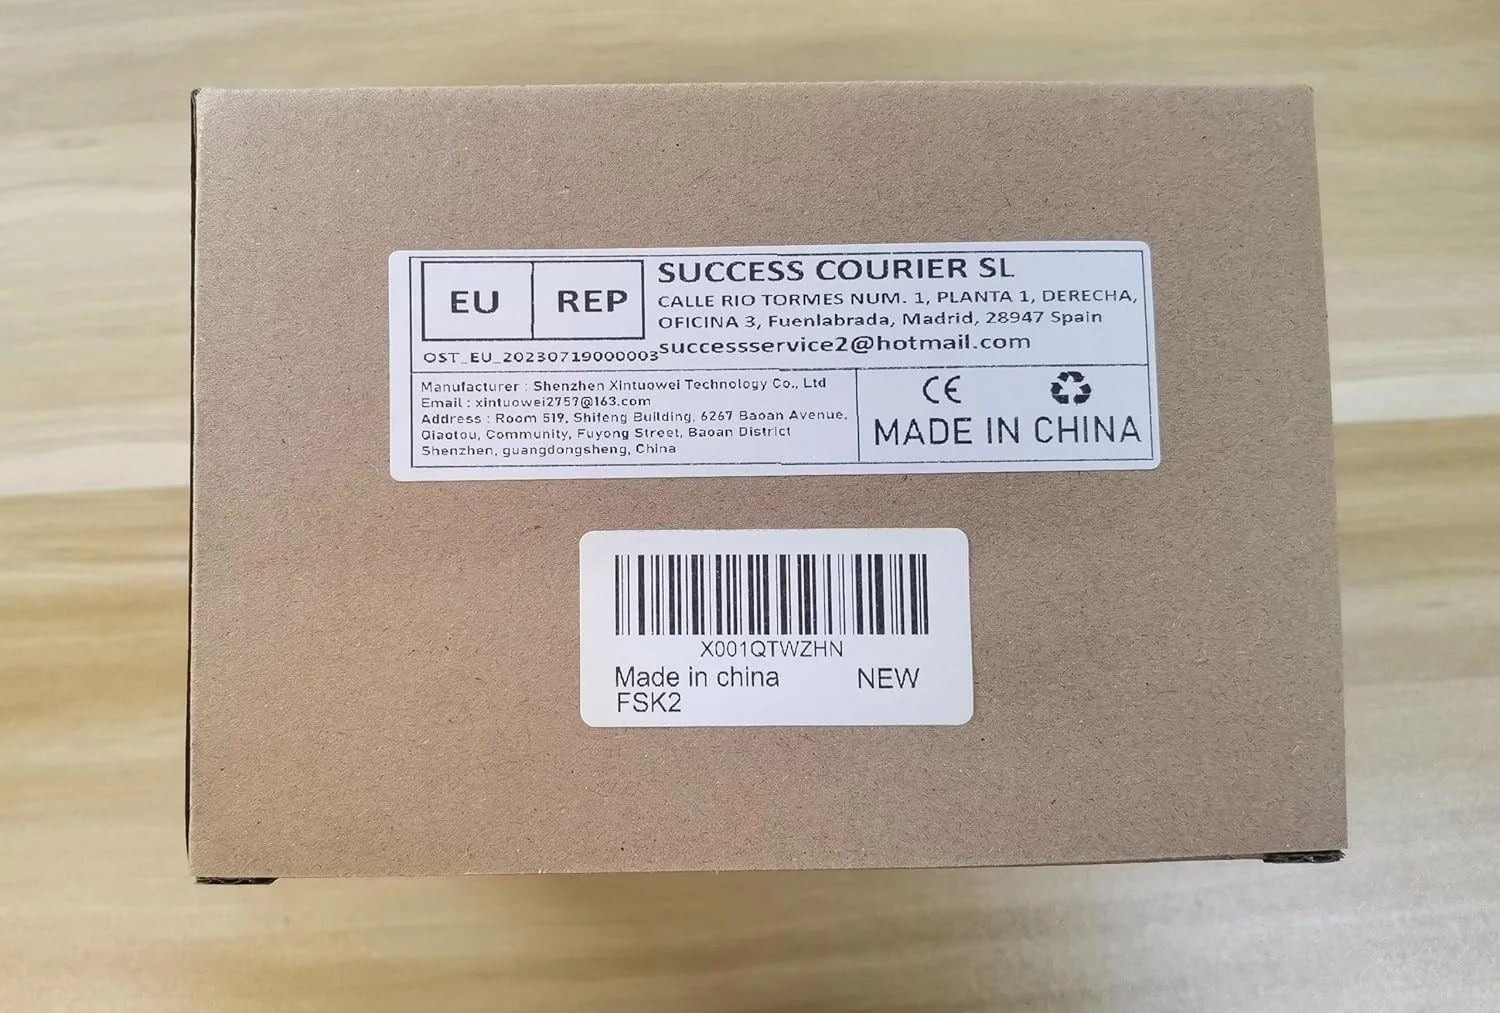 EU REP
SUCCESS COURIER SL
CALLE RIO TORMES NUM. 1, PLANTA 1, DERECHA,
OFICINA 3, Fuenlabrada, Madrid, 28947 Spain
OST_EU_20230719000003
successservice2@hotmail.com
Manufacturer : Shenzhen Xintuowei Technology Co., Ltd
Email : xintuowei2757@163.com
Address : Room 519, Shifeng Building, 6267 Baoan Avenue,
Qiaotou, Community, Fuyong Street, Baoan District
Shenzhen, guangdongsheng, China
CE
MADE IN CHINA
X001QTWZHN
Made in china NEW
FSK2